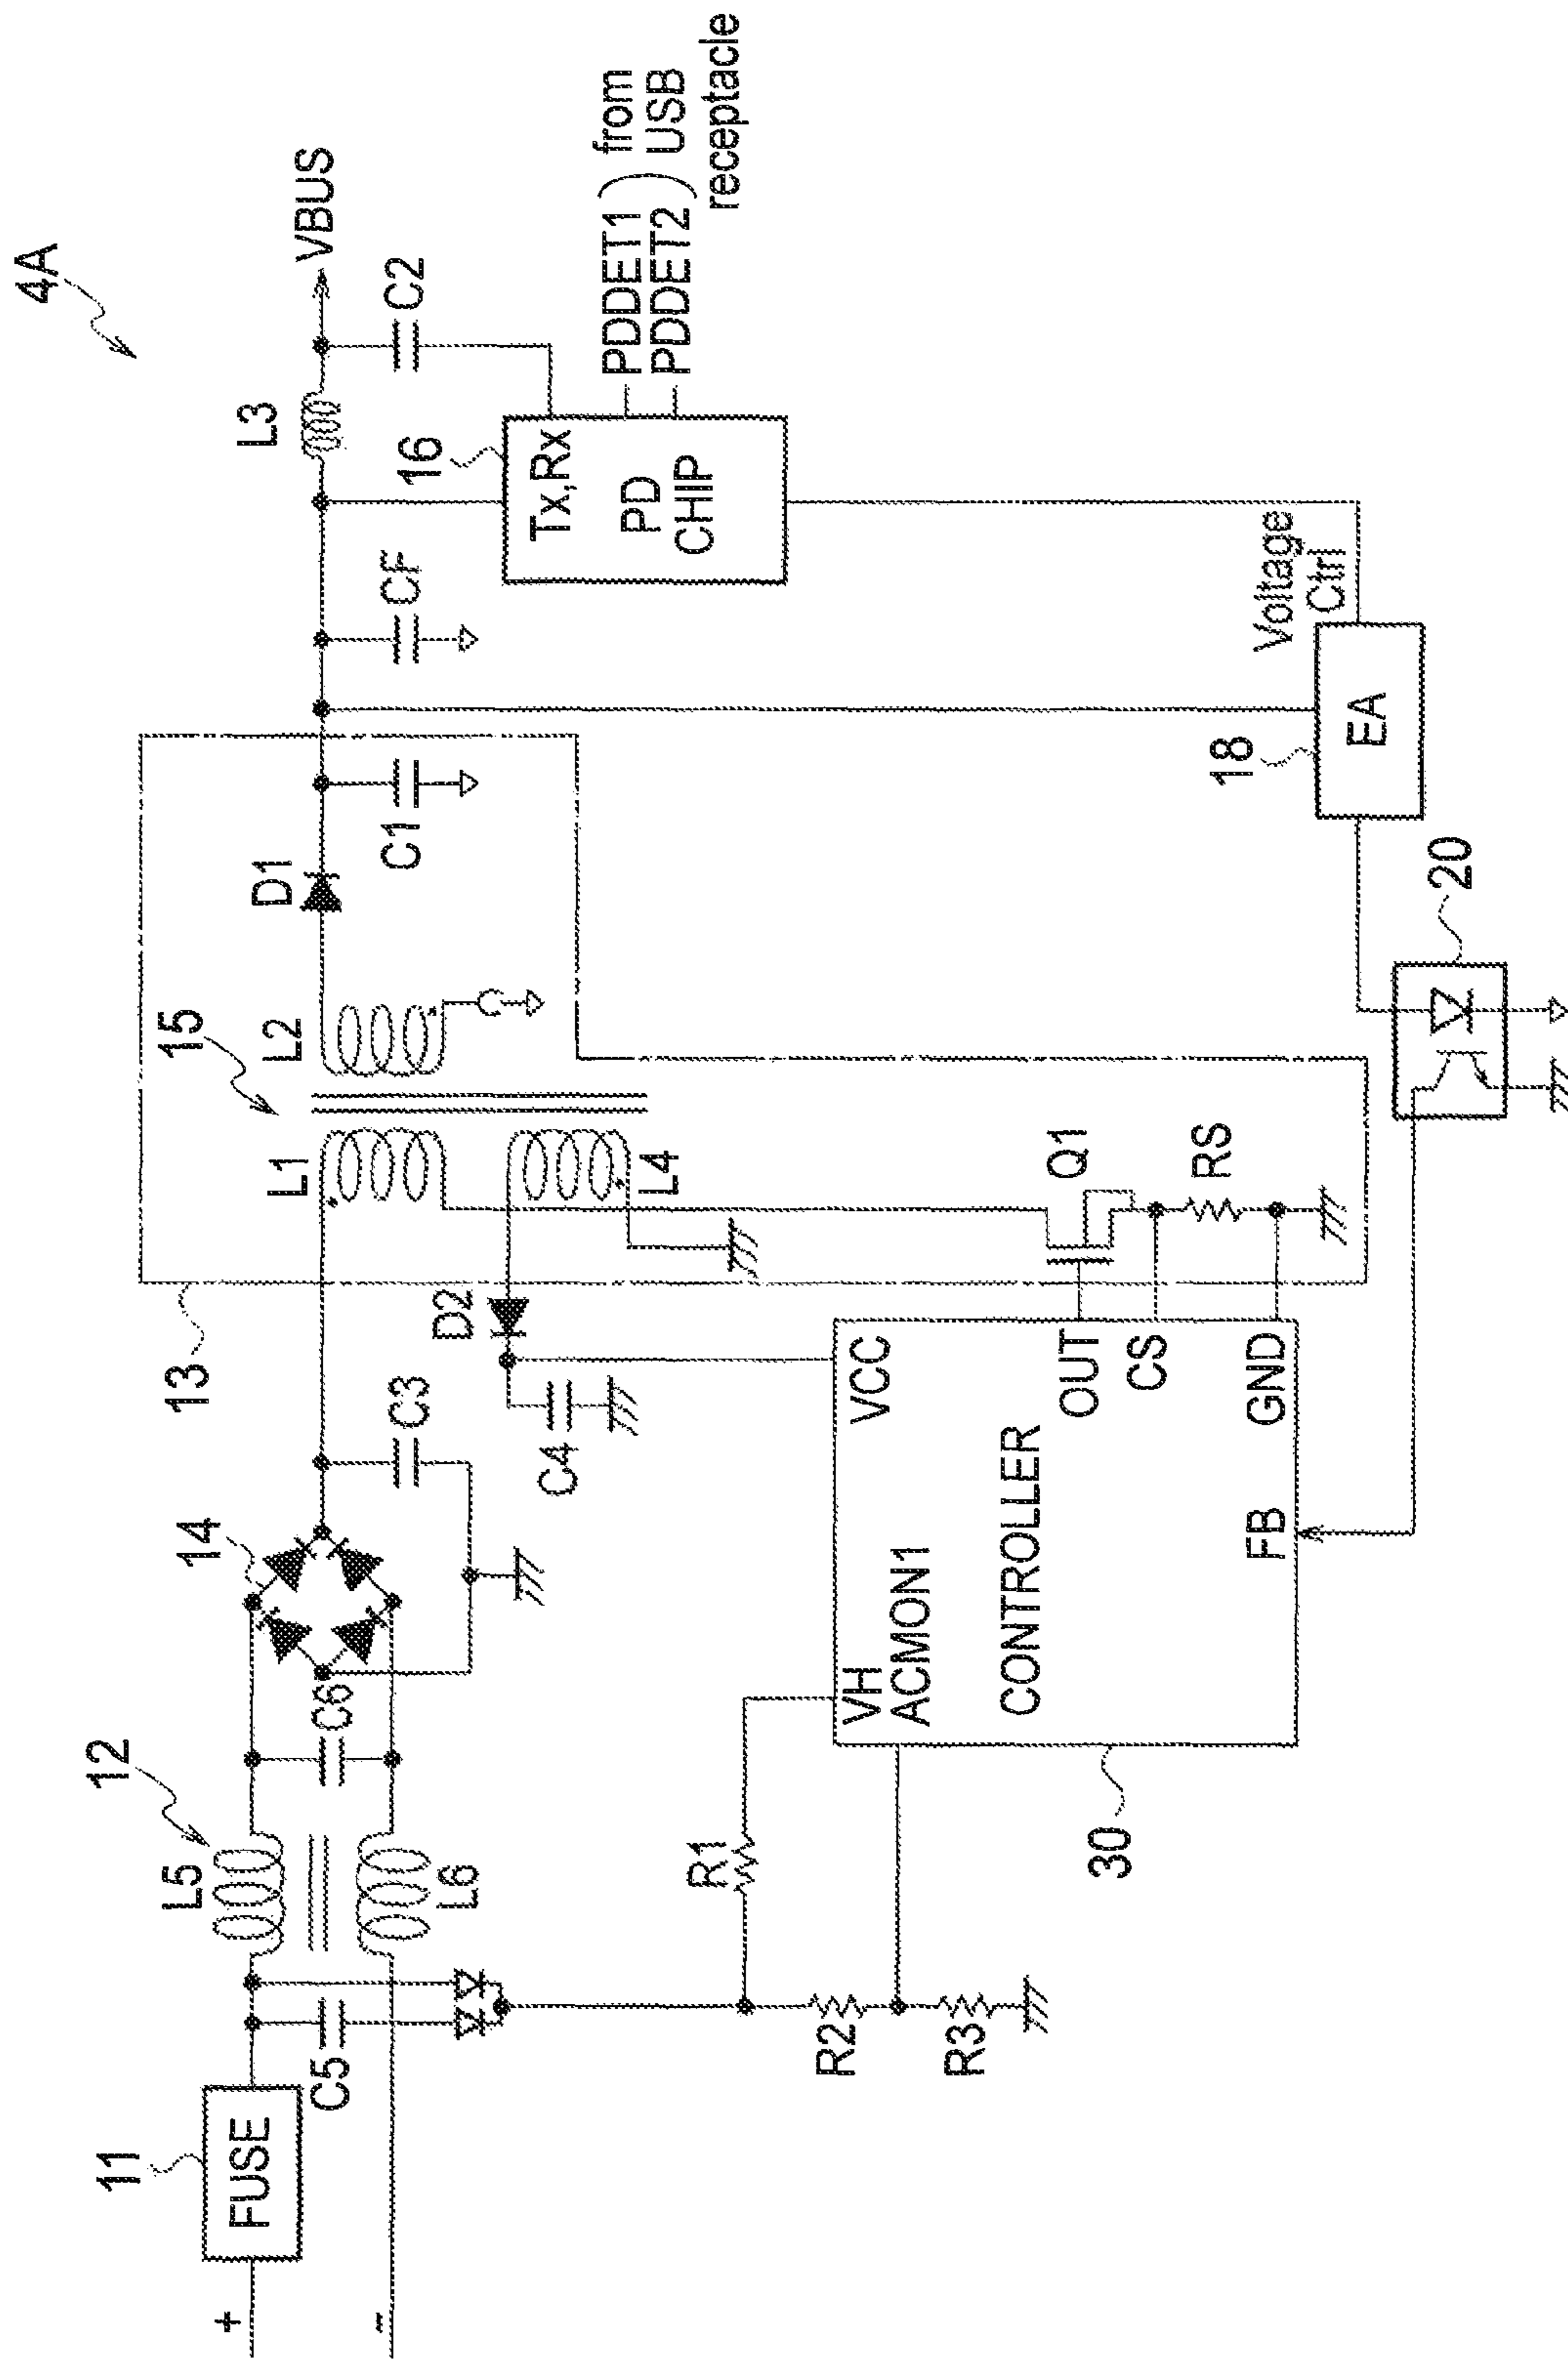 4A
VBUS
L3
C2
16
Tx,Rx
PD
CHIP
PDDET1
PDDET2
from
USB
receptacle
CF
Voltage
Ctrl
18
EA
C1
D1
20
15
L2
L1
L4
Q1
RS
13
D2
C3
C4
14
VCC
OUT
CS
GND
VH
ACMON1
CONTROLLER
FB
30
C6
12
L5
L6
R1
R2
R3
C5
11
FUSE
+
-